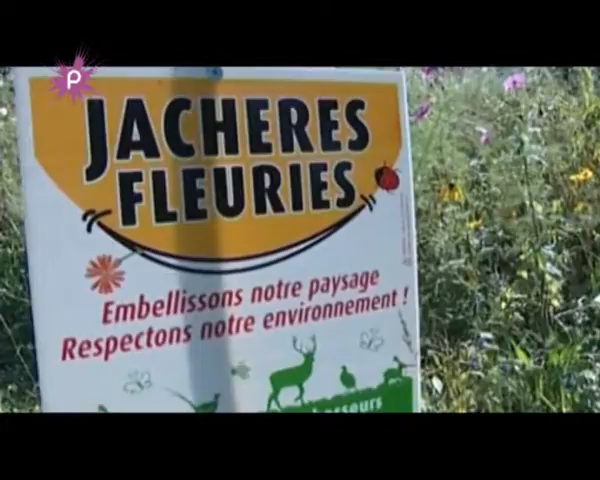 P
JACHERES
FLEURIES
Embellissons notre paysage
Respectons notre environnement !